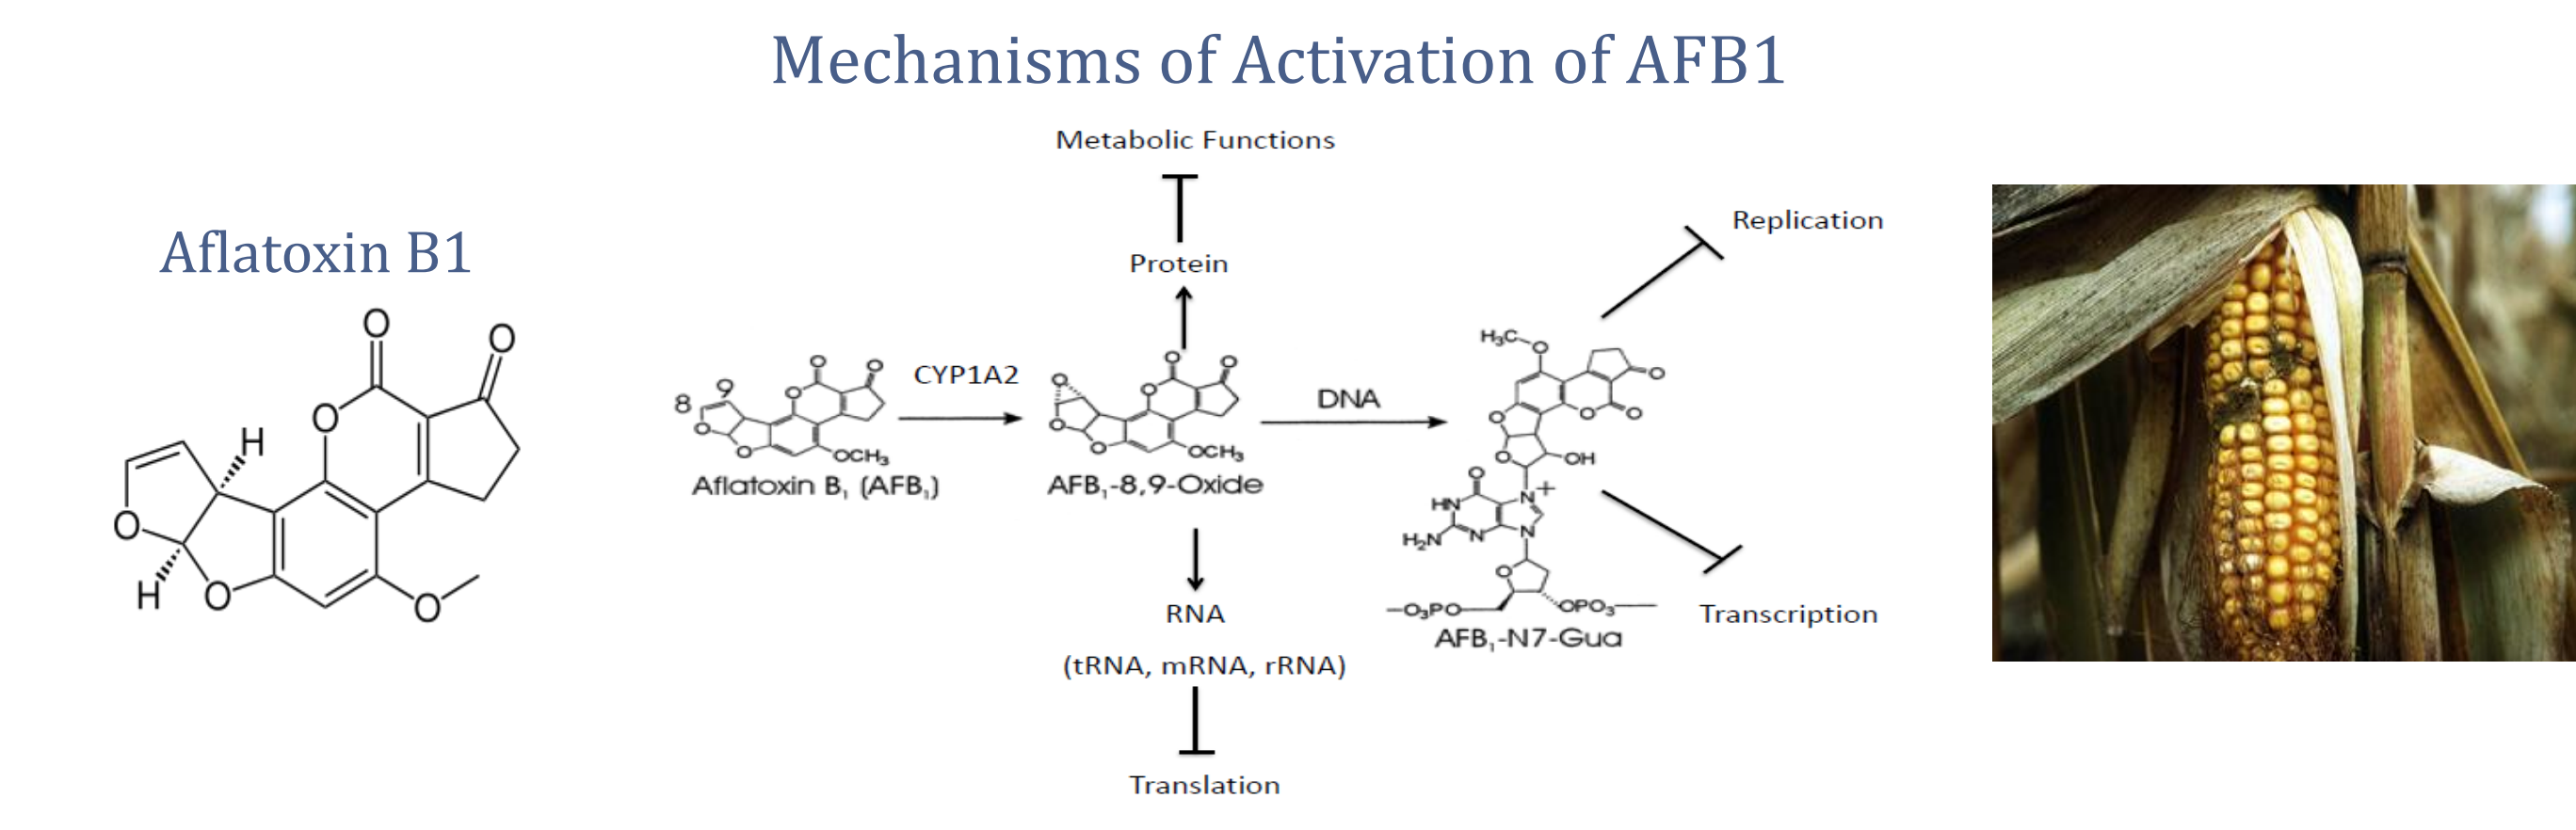 Mechanisms of Activation of AFB1
Aflatoxin B1
O
O
O
H
O
H
O
O
Metabolic Functions
Protein
Replication
CYP1A2
DNA
8
9
O
O
O
O
O
OCH₃
Aflatoxin B₁ (AFB₁)
O
O
O
O
O
O
OCH₃
AFB₁-8,9-Oxide
H₃C
O
O
O
O
O
O
OH
O
N+
HN
N
H₂N
N
N
O
—O₃PO
OPO₃—
AFB₁-N7-Gua
RNA
(tRNA, mRNA, rRNA)
Transcription
Translation